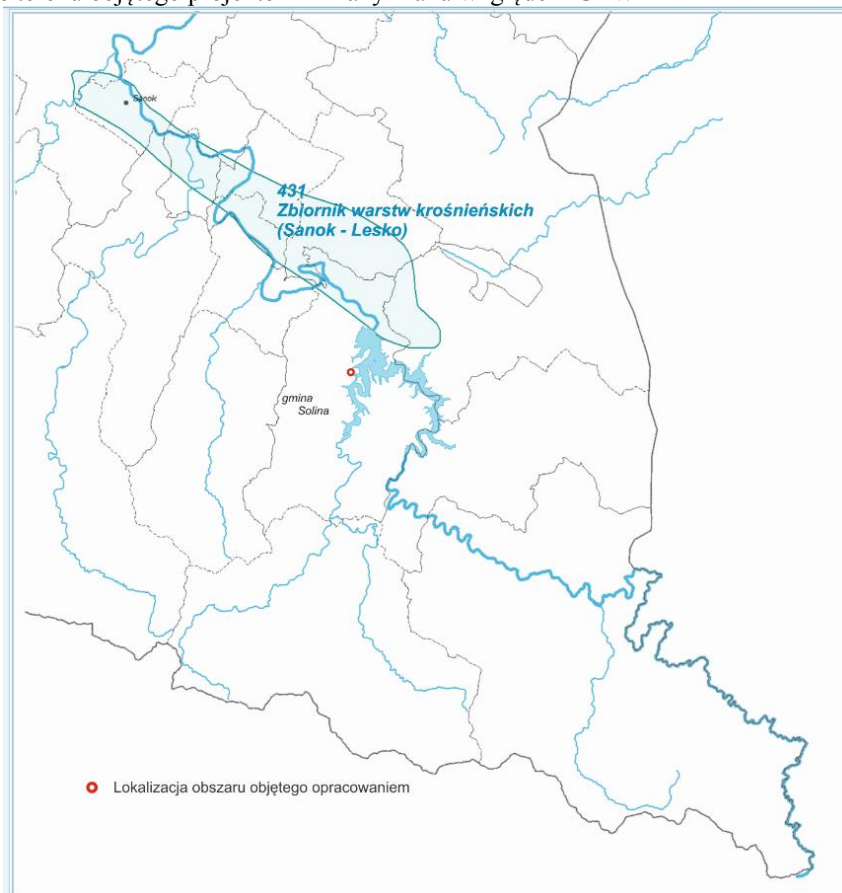 Sanok
431
Zbiornik warstw krośnieńskich
(Sanok - Lesko)
gmina
Solina
Lokalizacja obszaru objętego opracowaniem